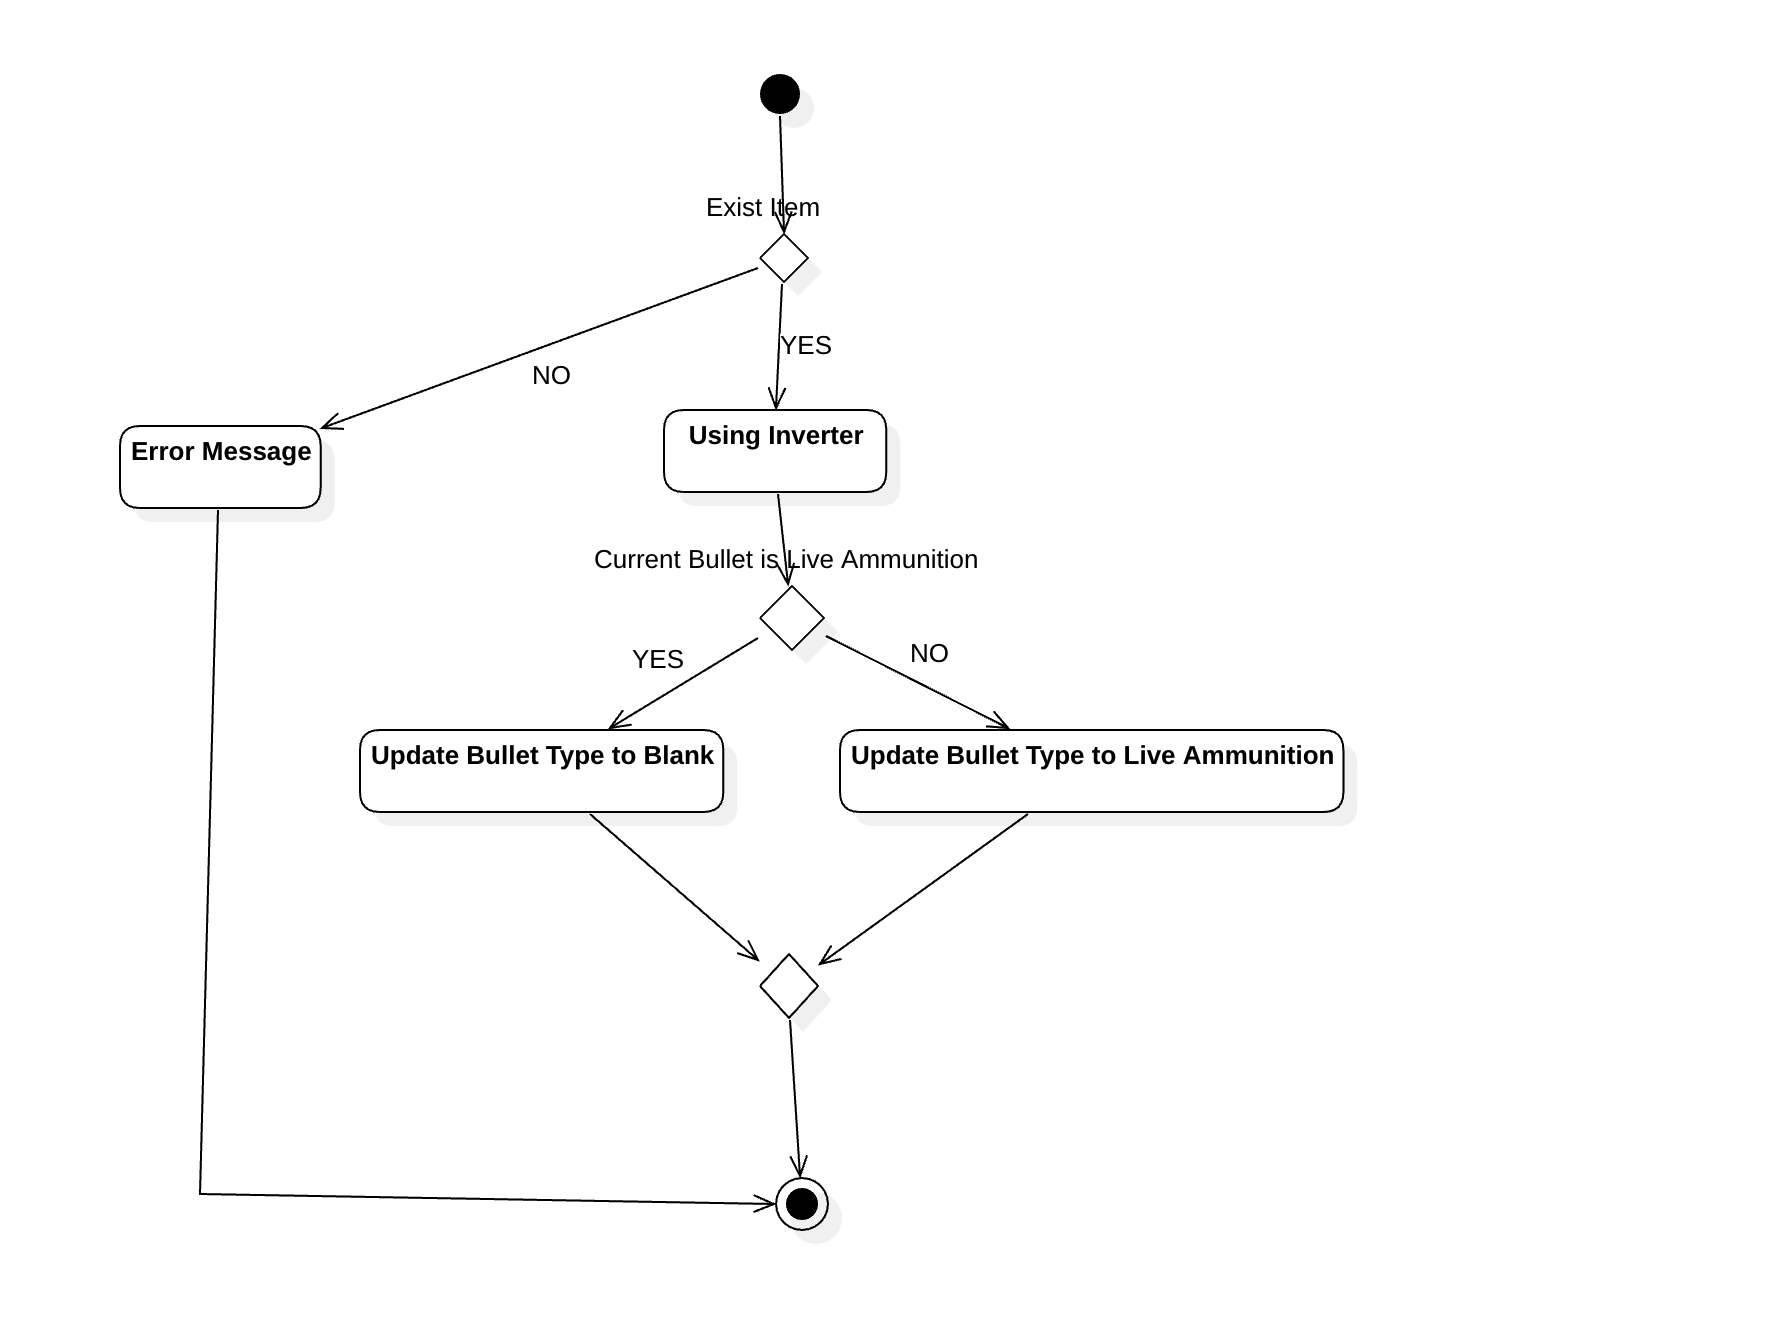 Exist Item
YES
NO
Error Message
Using Inverter
Current Bullet is Live Ammunition
YES
NO
Update Bullet Type to Blank
Update Bullet Type to Live Ammunition